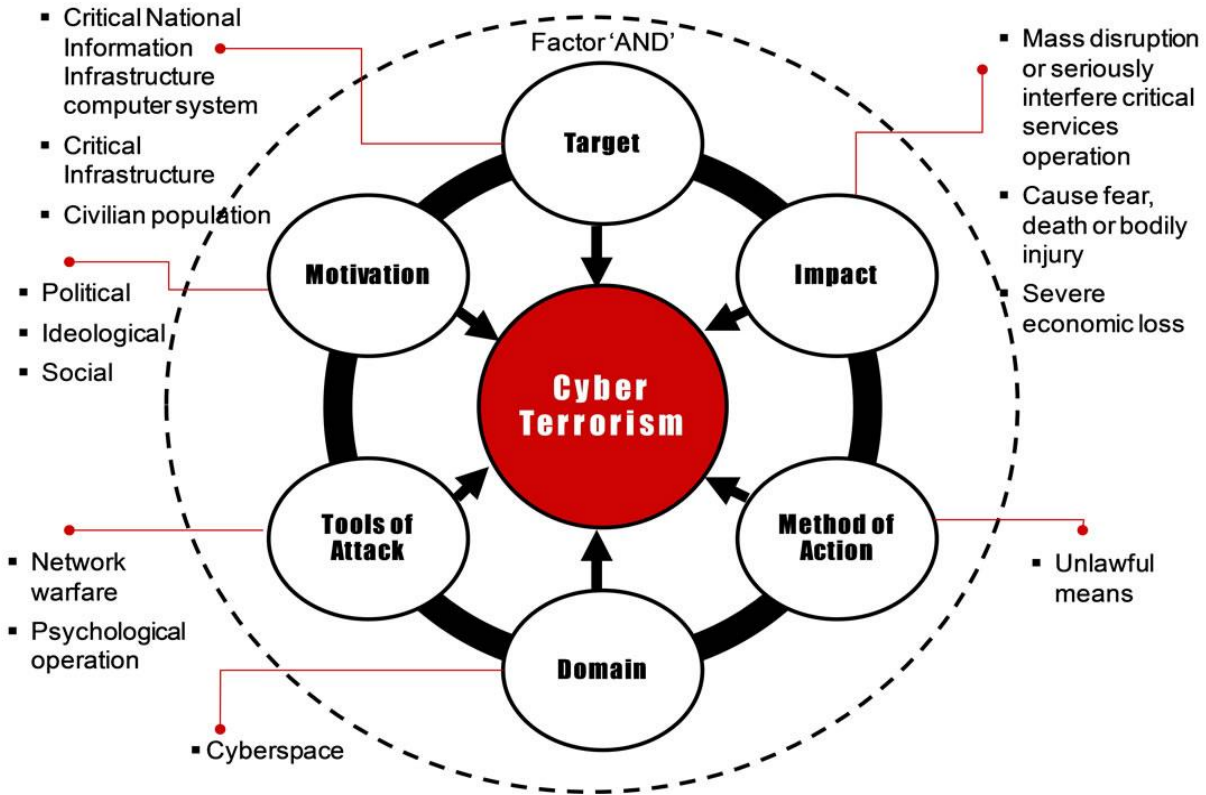 ▪ Critical National
Information
Infrastructure
computer system
▪ Critical
Infrastructure
▪ Civilian population
Factor ‘AND’
▪ Mass disruption
or seriously
interfere critical
services
operation
▪ Cause fear,
death or bodily
injury
▪ Severe
economic loss
Target
Motivation
Impact
▪ Political
▪ Ideological
▪ Social
Cyber
Terrorism
Tools of
Attack
Method of
Action
▪ Network
warfare
▪ Psychological
operation
▪ Unlawful
means
Domain
▪ Cyberspace